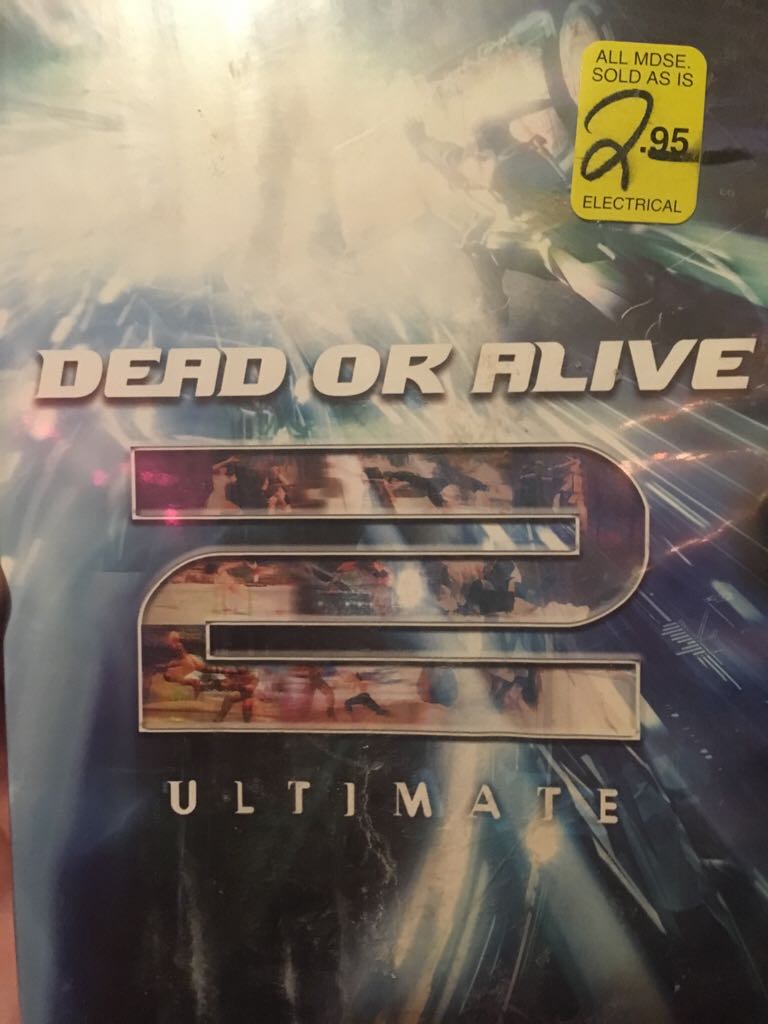 ALL MDSE.
SOLD AS IS
2.95
ELECTRICAL
DEAD OR ALIVE
2
ULTIMATE